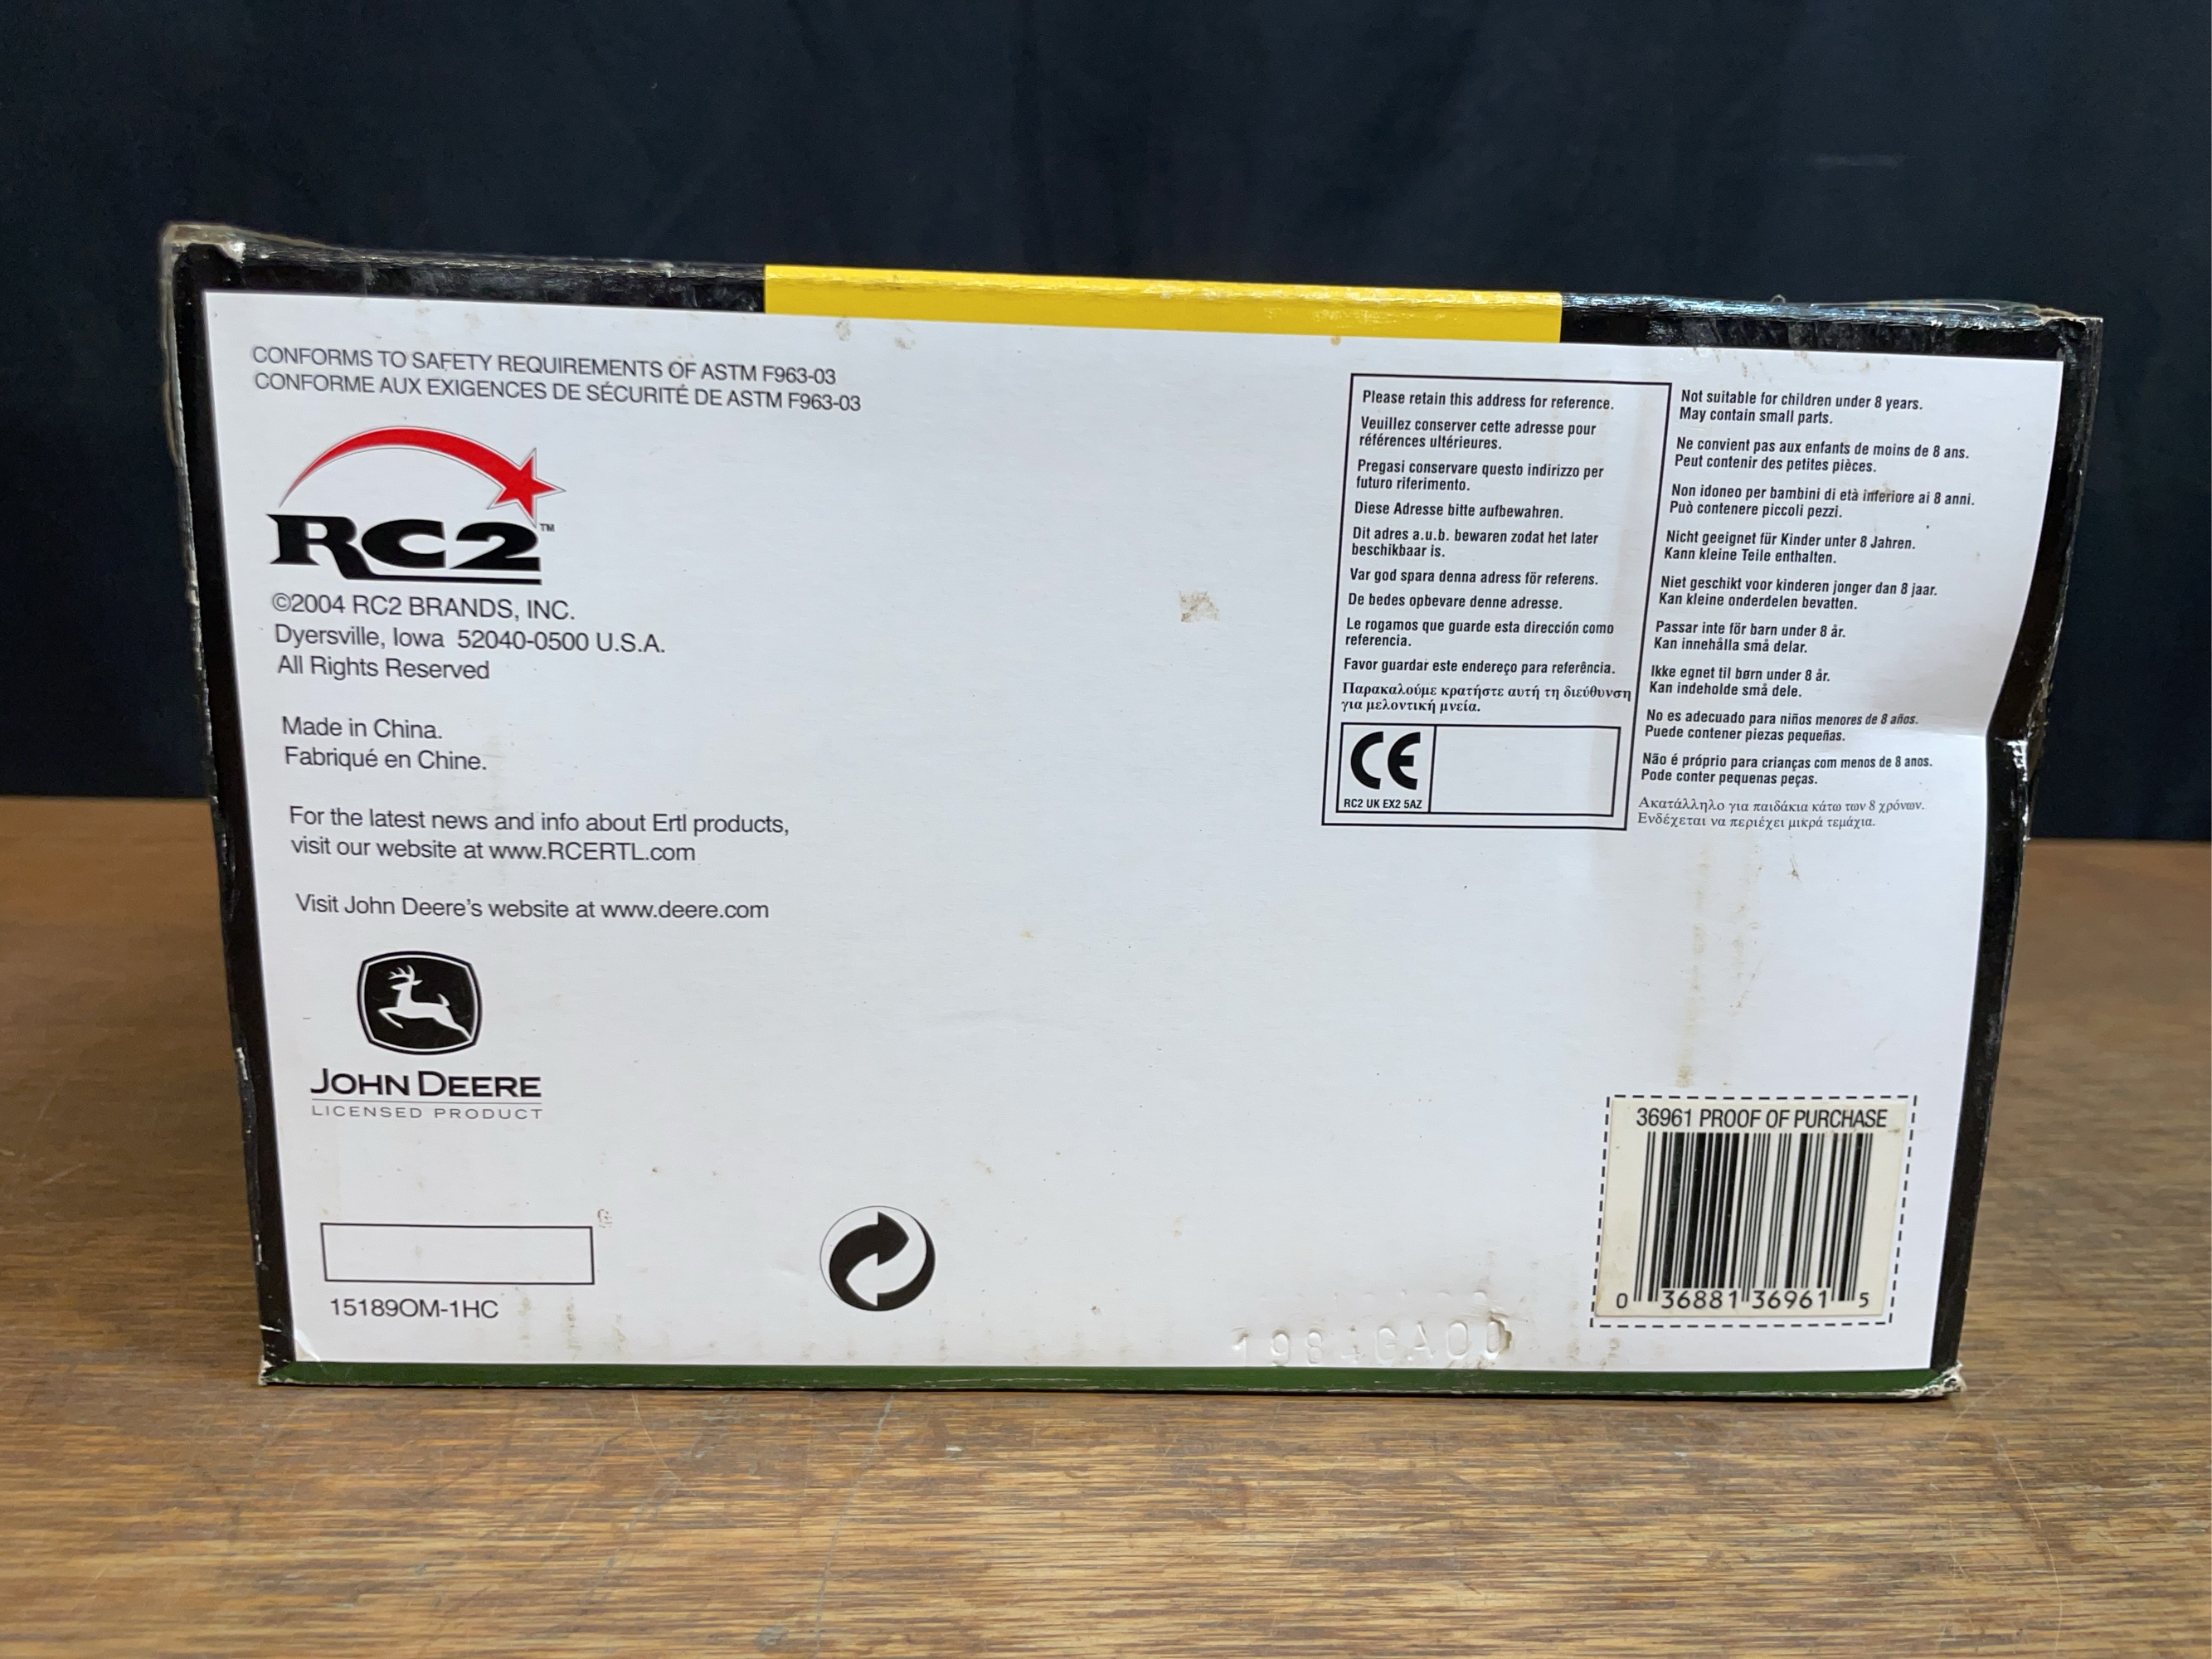 CONFORMS TO SAFETY REQUIREMENTS OF ASTM F963-03
CONFORME AUX EXIGENCES DE SÉCURITÉ DE ASTM F963-03
RC2™
©2004 RC2 BRANDS, INC.
Dyersville, Iowa 52040-0500 U.S.A.
All Rights Reserved
Made in China.
Fabriqué en Chine.
For the latest news and info about Ertl products,
visit our website at www.RCERTL.com
Visit John Deere's website at www.deere.com
JOHN DEERE
LICENSED PRODUCT
15189OM-1HC
Please retain this address for reference.
Veuillez conserver cette adresse pour
références ultérieures.
Pregasi conservare questo indirizzo per
futuro riferimento.
Diese Adresse bitte aufbewahren.
Dit adres a.u.b. bewaren zodat het later
beschikbaar is.
Var god spara denna adress för referens.
De bedes opbevare denne adresse.
Le rogamos que guarde esta dirección como
referencia.
Favor guardar este endereço para referência.
Παρακαλούμε κρατήστε αυτή τη διεύθυνση
για μελοντική μνεία.
CE
RC2 UK EX2 5AZ
Not suitable for children under 8 years.
May contain small parts.
Ne convient pas aux enfants de moins de 8 ans.
Peut contenir des petites pièces.
Non idoneo per bambini di età inferiore ai 8 anni.
Può contenere piccoli pezzi.
Nicht geeignet für Kinder unter 8 Jahren.
Kann kleine Teile enthalten.
Niet geschikt voor kinderen jonger dan 8 jaar.
Kan kleine onderdelen bevatten.
Passar inte för barn under 8 år.
Kan innehålla små delar.
Ikke egnet til børn under 8 år.
Kan indeholde små dele.
No es adecuado para niños menores de 8 años.
Puede contener piezas pequeñas.
Não é próprio para crianças com menos de 8 anos.
Pode conter pequenas peças.
Ακατάλληλο για παιδάκια κάτω των 8 χρόνων.
Ενδέχεται να περιέχει μικρά τεμάχια.
36961 PROOF OF PURCHASE
0 36881 36961 5